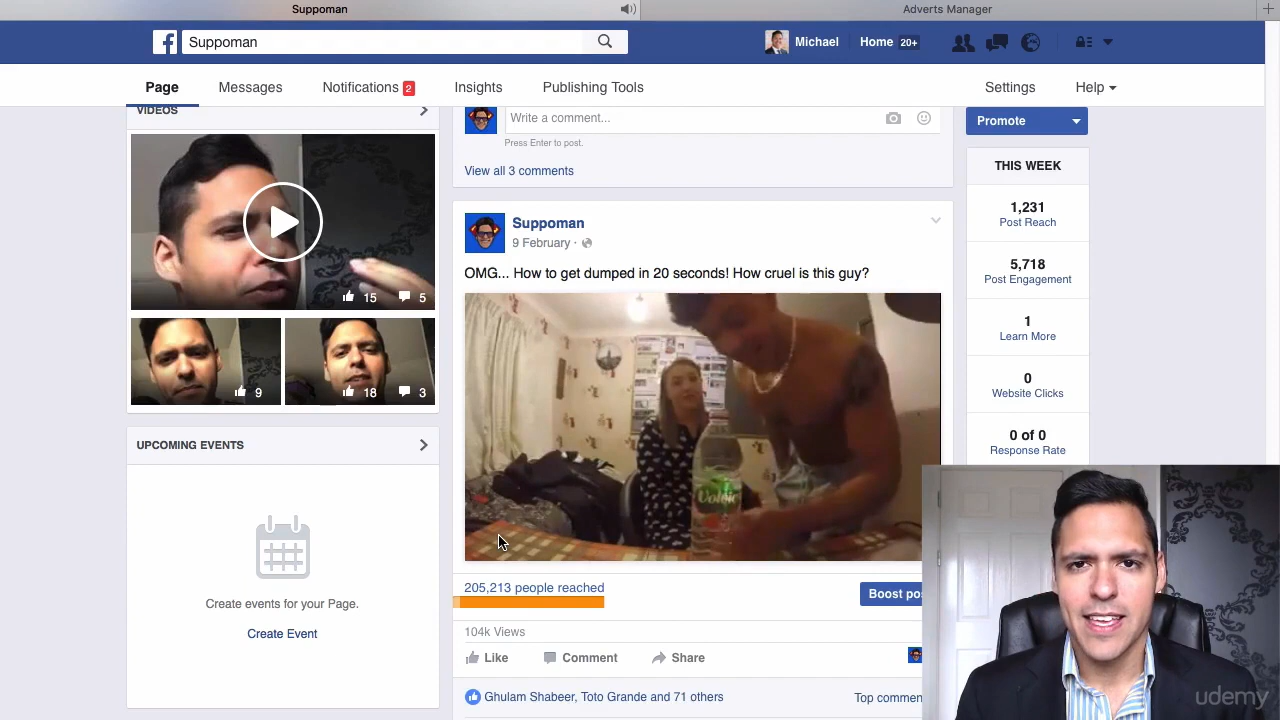 Suppoman
Adverts Manager
Suppoman
Michael
Home 20+
Page
Messages
Notifications 2
Insights
Publishing Tools
Settings
Help
VIDEOS
15
5
9
18
3
UPCOMING EVENTS
Create events for your Page.
Create Event
Write a comment...
Press Enter to post.
View all 3 comments
Suppoman
9 February ·
OMG... How to get dumped in 20 seconds! How cruel is this guy?
Volvic
205,213 people reached
Boost pos
104k Views
Like
Comment
Share
Ghulam Shabeer, Toto Grande and 71 others
Top commen
Promote
THIS WEEK
1,231
Post Reach
5,718
Post Engagement
1
Learn More
0
Website Clicks
0 of 0
Response Rate
udemy